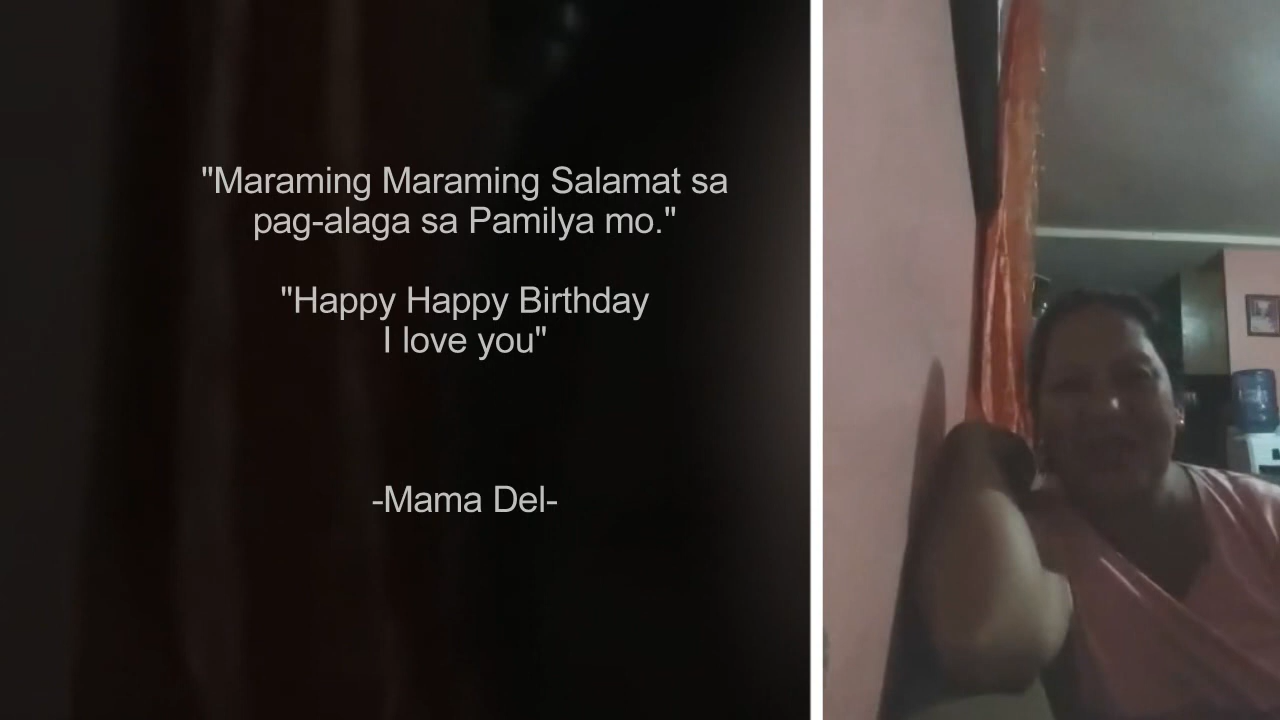 "Maraming Maraming Salamat sa
pag-alaga sa Pamilya mo."
"Happy Happy Birthday
I love you"
-Mama Del-